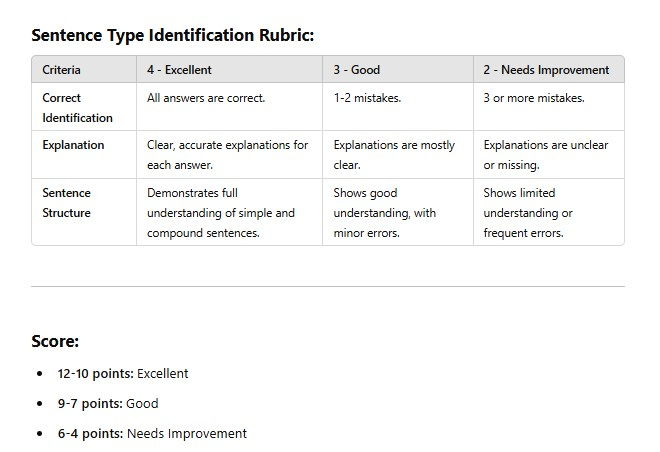 Sentence Type Identification Rubric:
Criteria 4 - Excellent 3 - Good 2 - Needs Improvement
Correct All answers are correct. 1-2 mistakes. 3 or more mistakes.
Identification
Explanation Clear, accurate explanations for Explanations are mostly Explanations are unclear
each answer. clear. or missing.
Sentence Demonstrates full Shows good Shows limited
Structure understanding of simple and understanding, with understanding or
compound sentences. minor errors. frequent errors.
Score:
• 12-10 points: Excellent
• 9-7 points: Good
• 6-4 points: Needs Improvement